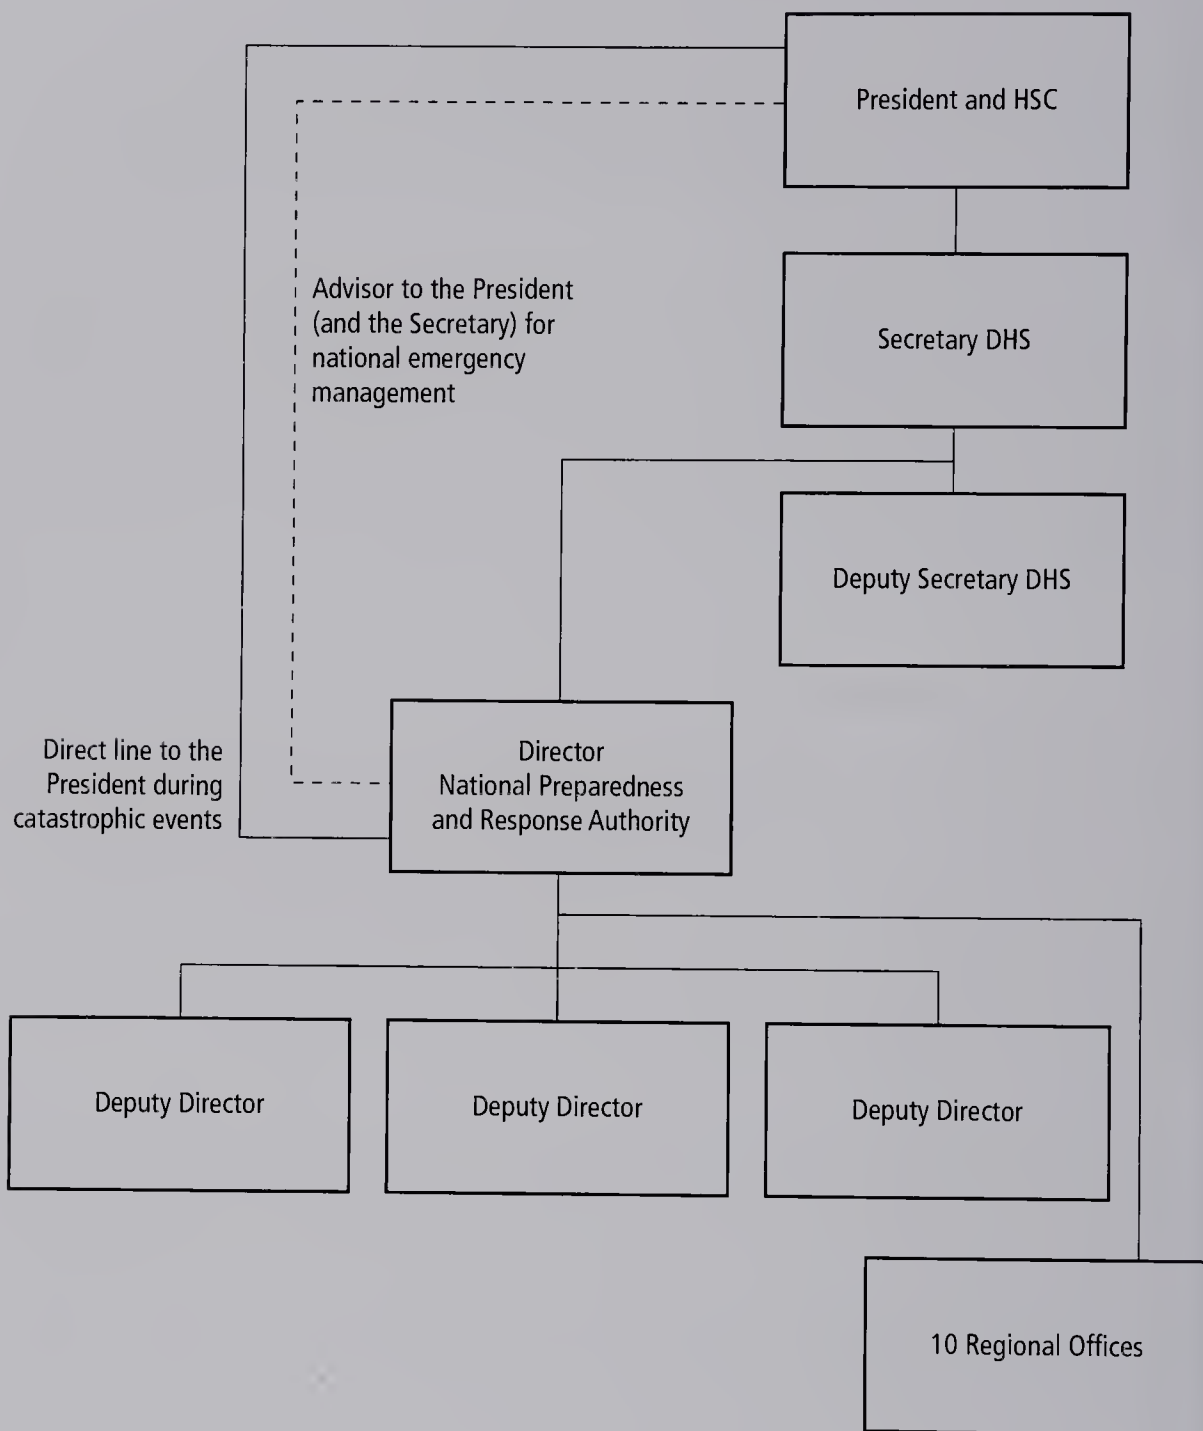 President and HSC
Advisor to the President
(and the Secretary) for
national emergency
management
Secretary DHS
Deputy Secretary DHS
Direct line to the
President during
catastrophic events
Director
National Preparedness
and Response Authority
Deputy Director
Deputy Director
Deputy Director
10 Regional Offices